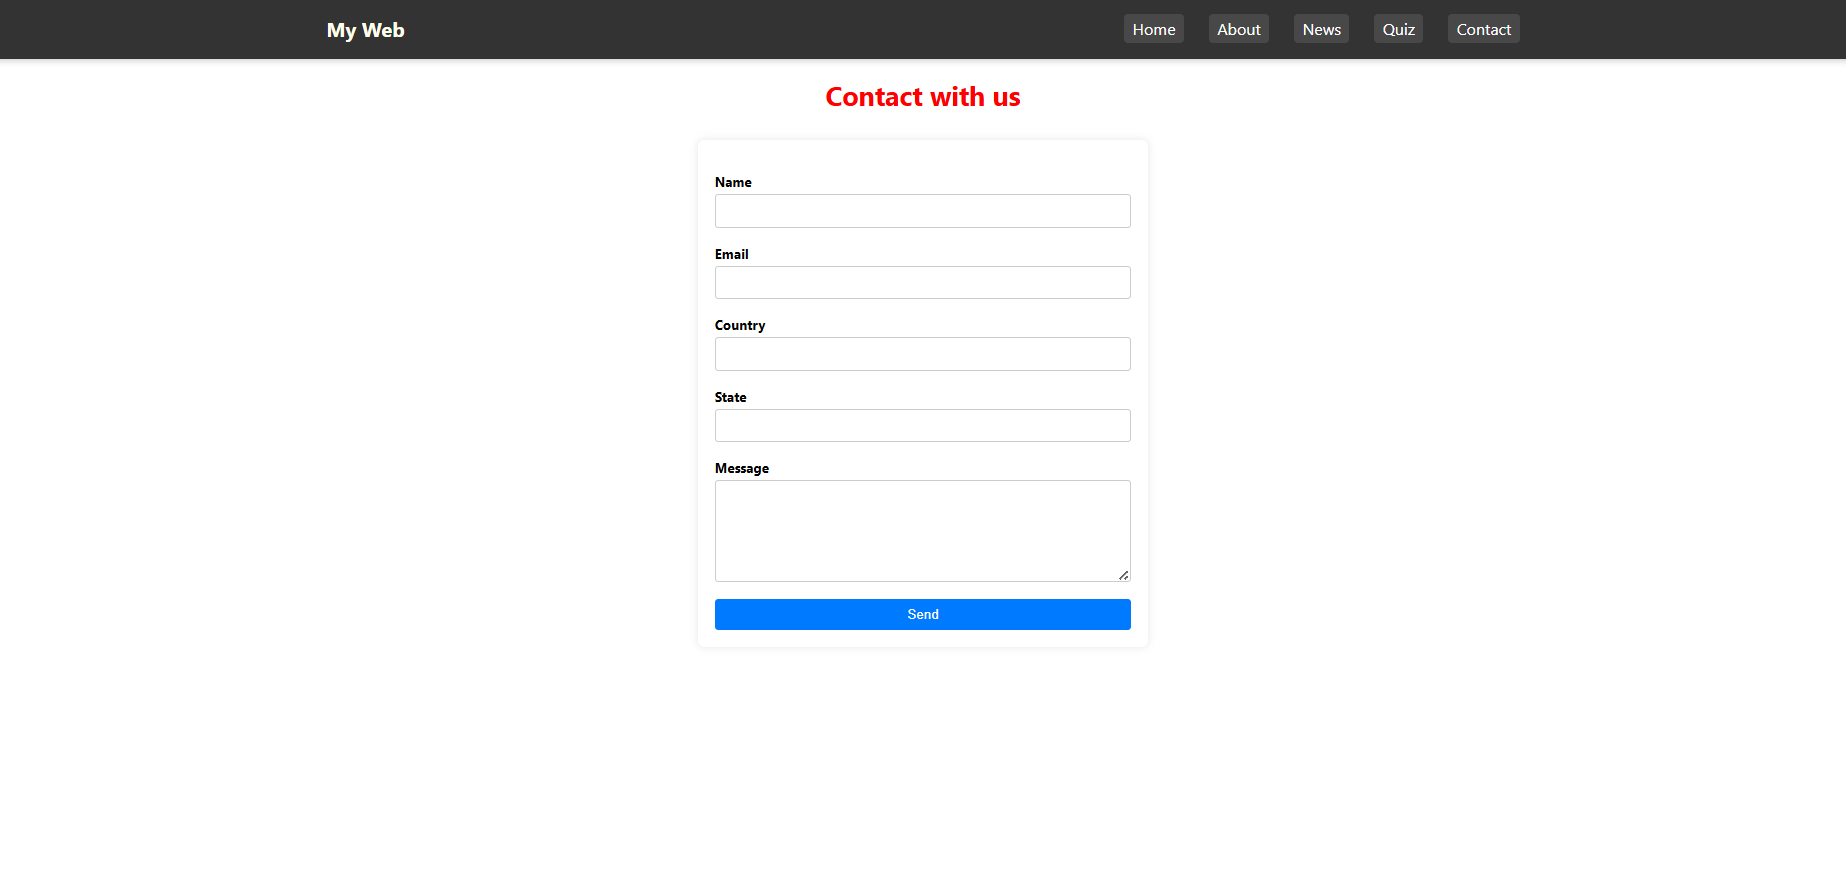 My Web
Home About News Quiz Contact
Contact with us
Name
Email
Country
State
Message
Send